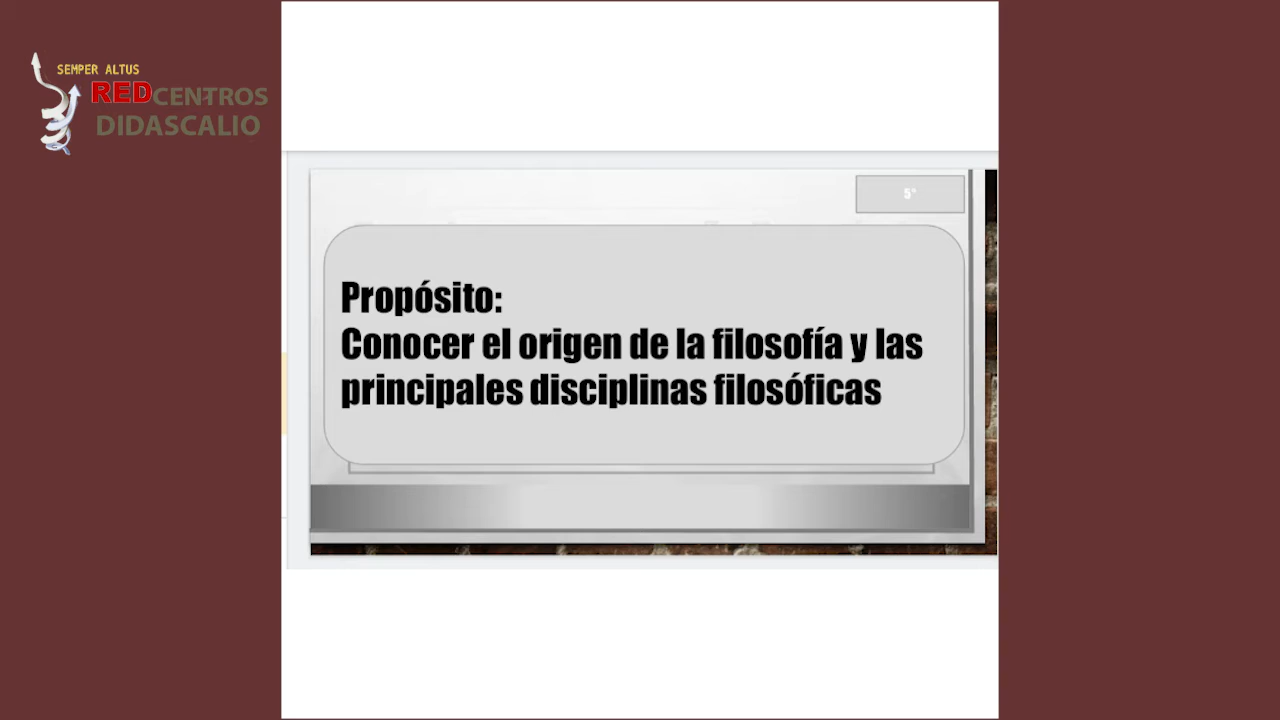 SEMPER ALTUS
REDCENTROS
DIDASCALIO
5°
Propósito:
Conocer el origen de la filosofía y las
principales disciplinas filosóficas